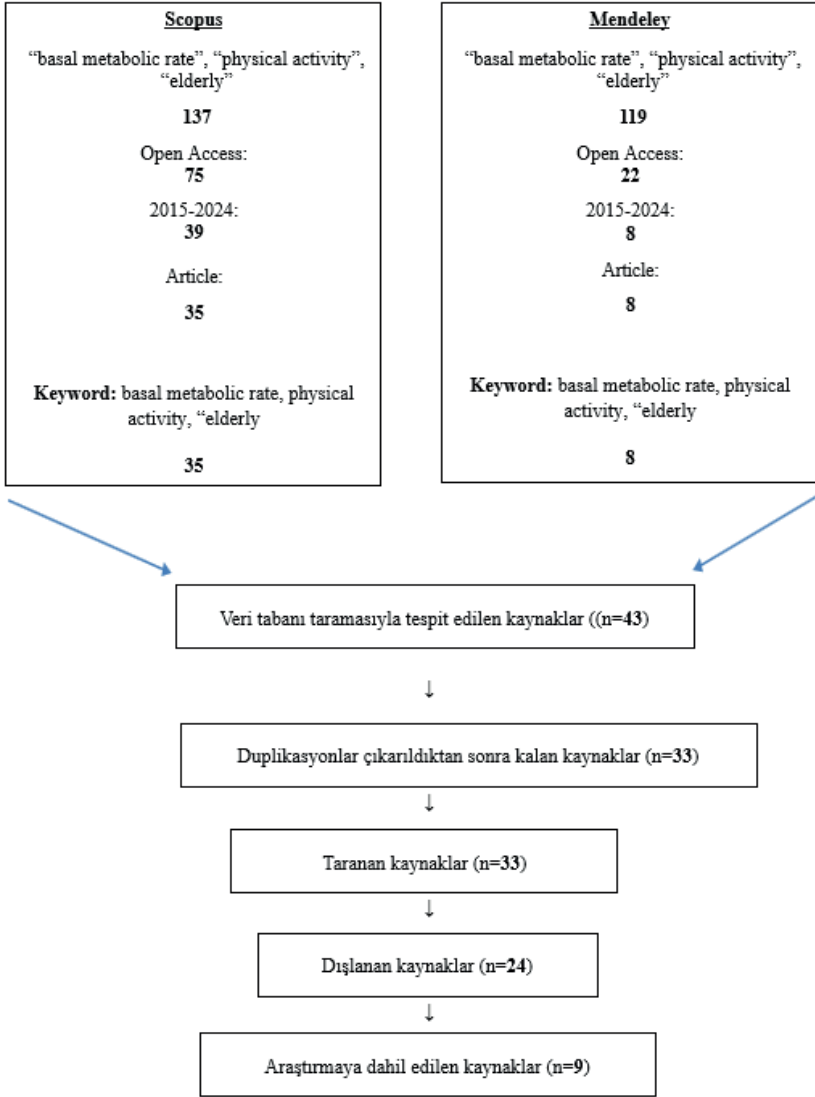 Scopus
“basal metabolic rate”, “physical activity”,
“elderly”
137
Open Access:
75
2015-2024:
39
Article:
35
Keyword: basal metabolic rate, physical
activity, “elderly
35
Mendeley
“basal metabolic rate”, “physical activity”,
“elderly”
119
Open Access:
22
2015-2024:
8
Article:
8
Keyword: basal metabolic rate, physical
activity, “elderly
8
Veri tabanı taramasıyla tespit edilen kaynaklar ((n=43)
↓
Duplikasyonlar çıkarıldıktan sonra kalan kaynaklar (n=33)
↓
Taranan kaynaklar (n=33)
↓
Dışlanan kaynaklar (n=24)
↓
Araştırmaya dahil edilen kaynaklar (n=9)